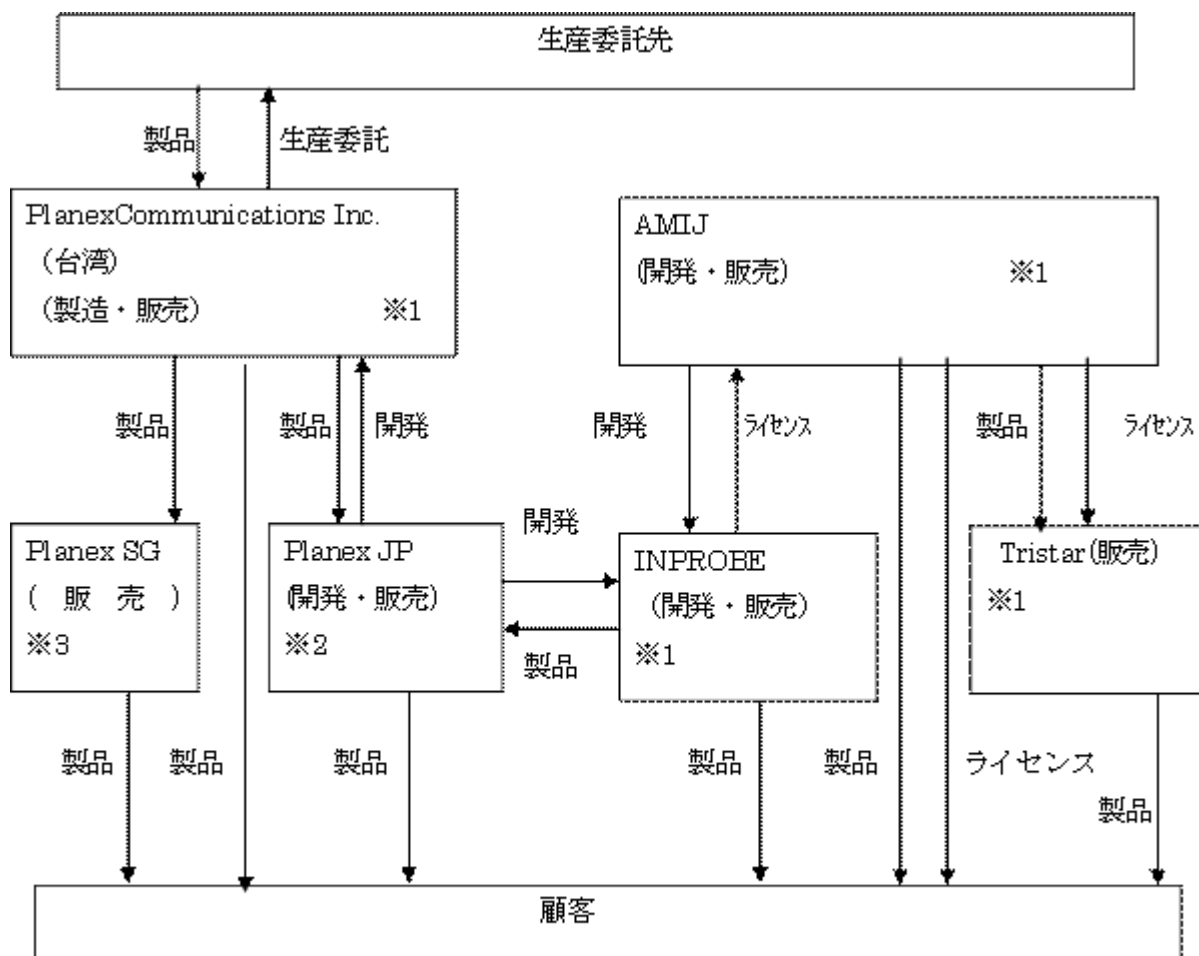 生産委託先
製品
生産委託
PlanexCommunications Inc.
(台湾)
(製造・販売) ※1
AMIJ
(開発・販売) ※1
製品
製品
開発
開発
ライセンス
製品
ライセンス
Planex SG
( 販 売 )
※3
Planex JP
(開発・販売)
※2
開発
製品
INPROBE
(開発・販売)
※1
Tristar(販売)
※1
製品
製品
製品
製品
製品
ライセンス
製品
顧客